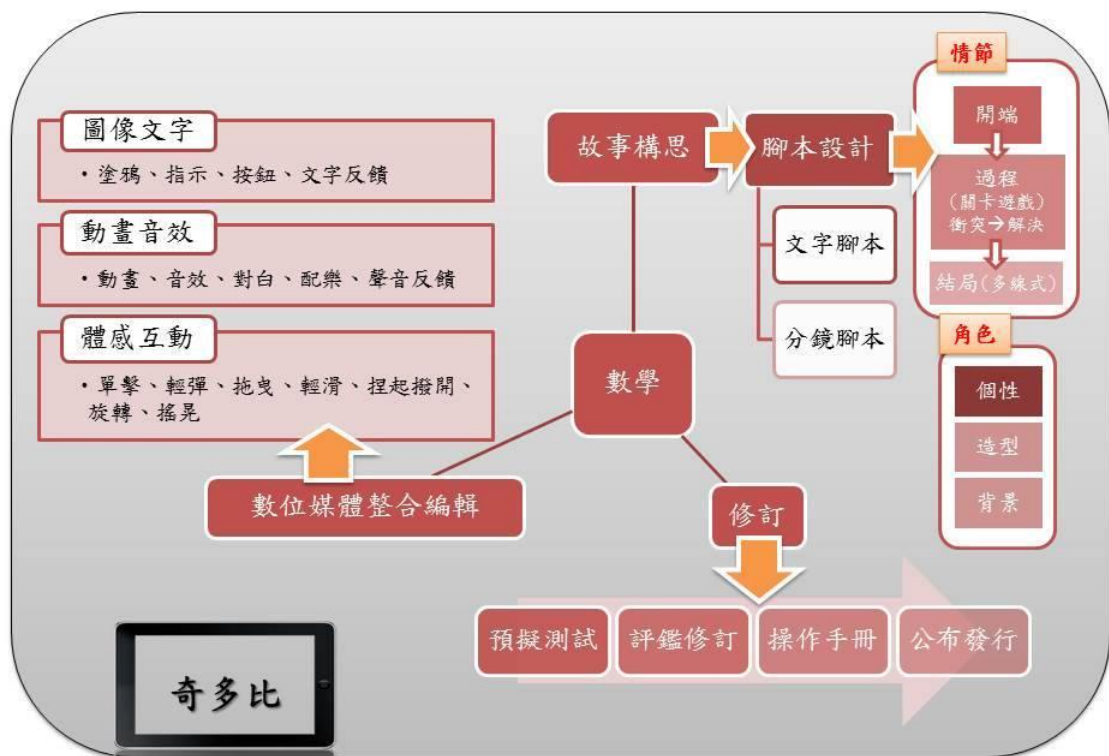 圖像文字
・塗鴉、指示、按鈕、文字反饋
動畫音效
・動畫、音效、對白、配樂、聲音反饋
體感互動
・單擊、輕彈、拖曳、輕滑、捏起撥開、
旋轉、搖晃
數位媒體整合編輯
故事構思
腳本設計
文字腳本
分鏡腳本
情節
開端
過程
(關卡遊戲)
衝突→解決
結局(多線式)
角色
個性
造型
背景
數學
修訂
預擬測試
評鑑修訂
操作手冊
公布發行
奇多比